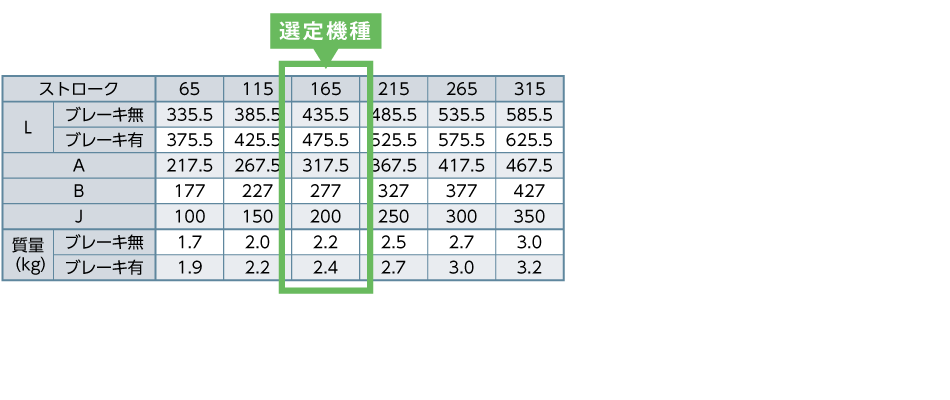 選定機種
ストローク 65 115 165 215 265 315
L ブレーキ無 335.5 385.5 435.5 485.5 535.5 585.5
ブレーキ有 375.5 425.5 475.5 525.5 575.5 625.5
A 217.5 267.5 317.5 367.5 417.5 467.5
B 177 227 277 327 377 427
J 100 150 200 250 300 350
質量 ブレーキ無 1.7 2.0 2.2 2.5 2.7 3.0
(kg) ブレーキ有 1.9 2.2 2.4 2.7 3.0 3.2